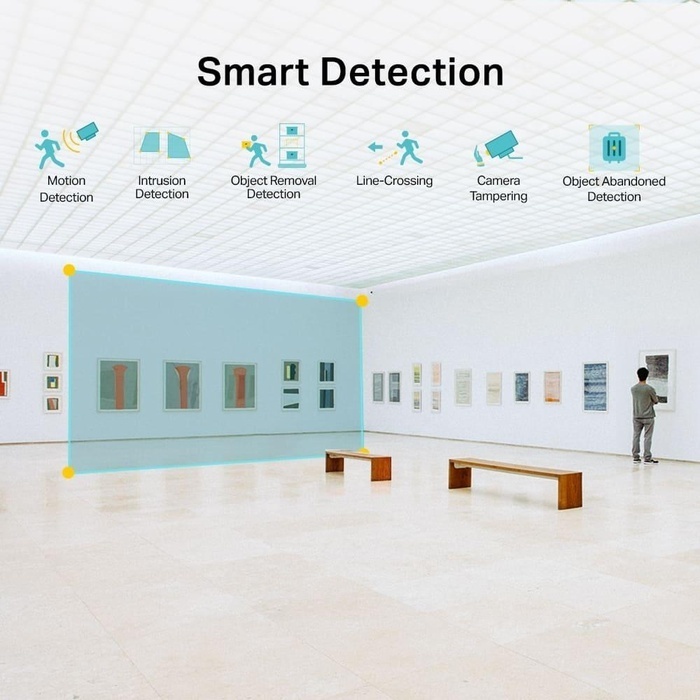 Smart Detection
Motion
Detection
Intrusion
Detection
Object Removal
Detection
Line-Crossing
Camera
Tampering
Object Abandoned
Detection